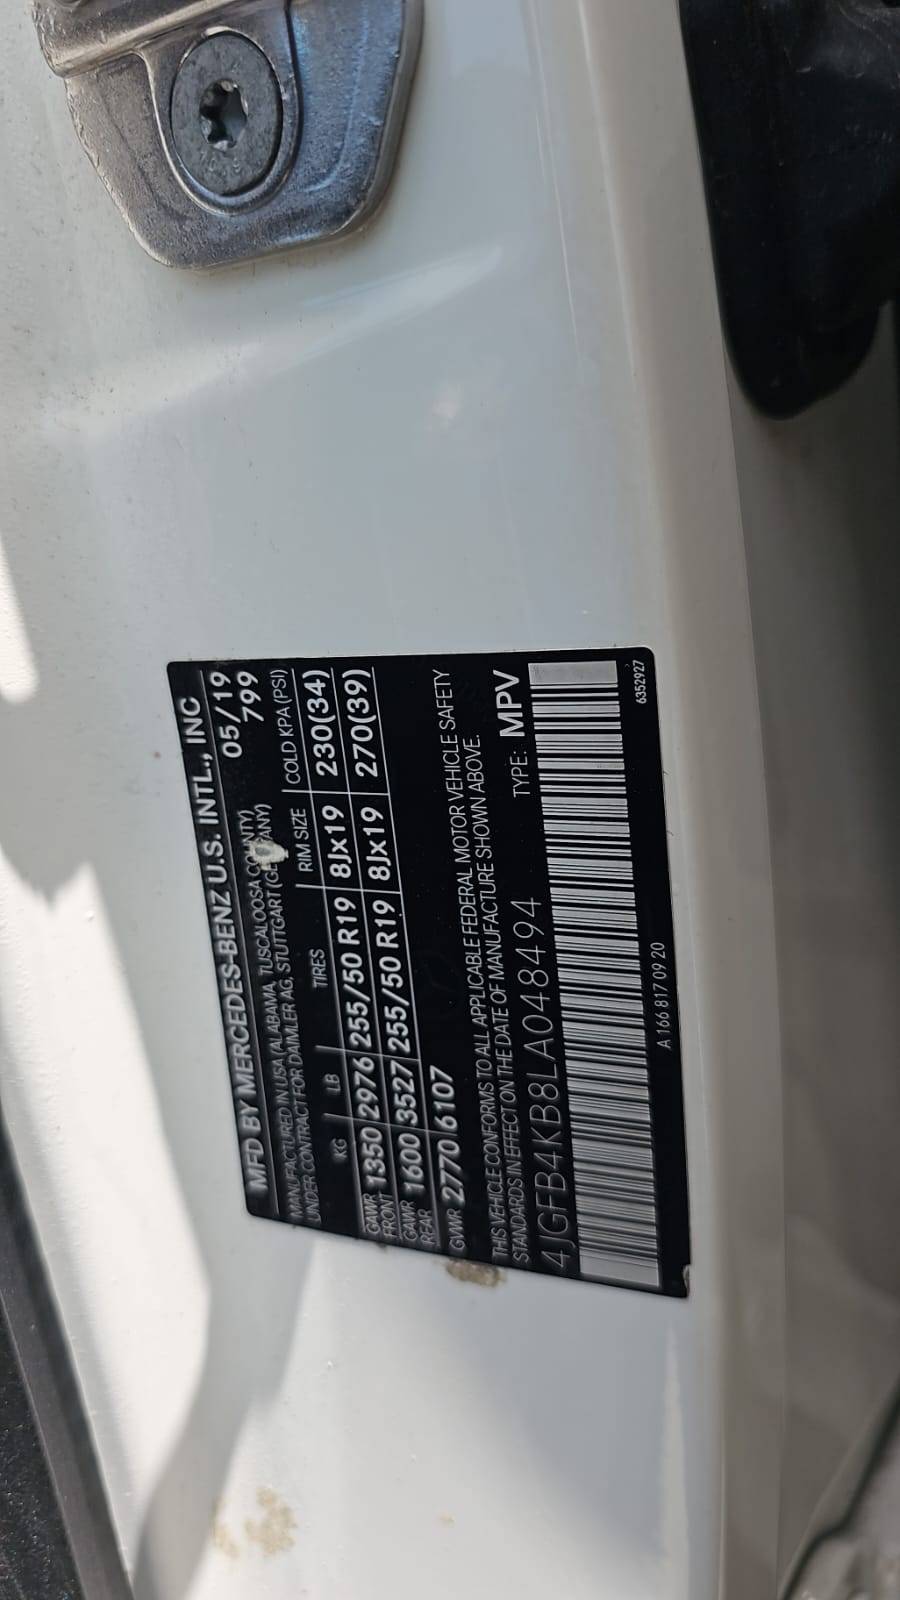 MFD BY MERCEDES-BENZ U.S. INTL., INC
MANUFACTURED IN USA (ALABAMA, TUSCALOOSA COUNTY) 05/19
UNDER CONTRACT FOR DAIMLER AG, STUTTGART 799
KG LB TIRES RIM SIZE COLD KPA (PSI)
GAWR FRONT 1350 2976 255/50 R19 8Jx19 230(34)
GAWR REAR 1600 3527 255/50 R19 8Jx19 270(39)
GVWR 2770 6107
THIS VEHICLE CONFORMS TO ALL APPLICABLE FEDERAL MOTOR VEHICLE SAFETY
STANDARDS IN EFFECT ON THE DATE OF MANUFACTURE SHOWN ABOVE.
4JGFB4KB8LA048494 TYPE: MPV
A 166 817 09 20 6352927